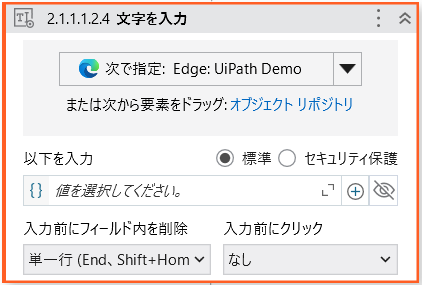 2.1.1.1.2.4 文字を入力
次で指定: Edge: UiPath Demo
または次から要素をドラッグ: オブジェクト リポジトリ
以下を入力 標準 セキュリティ保護
{} 値を選択してください。
入力前にフィールド内を削除 入力前にクリック
単一行 (End、Shift+Hom なし